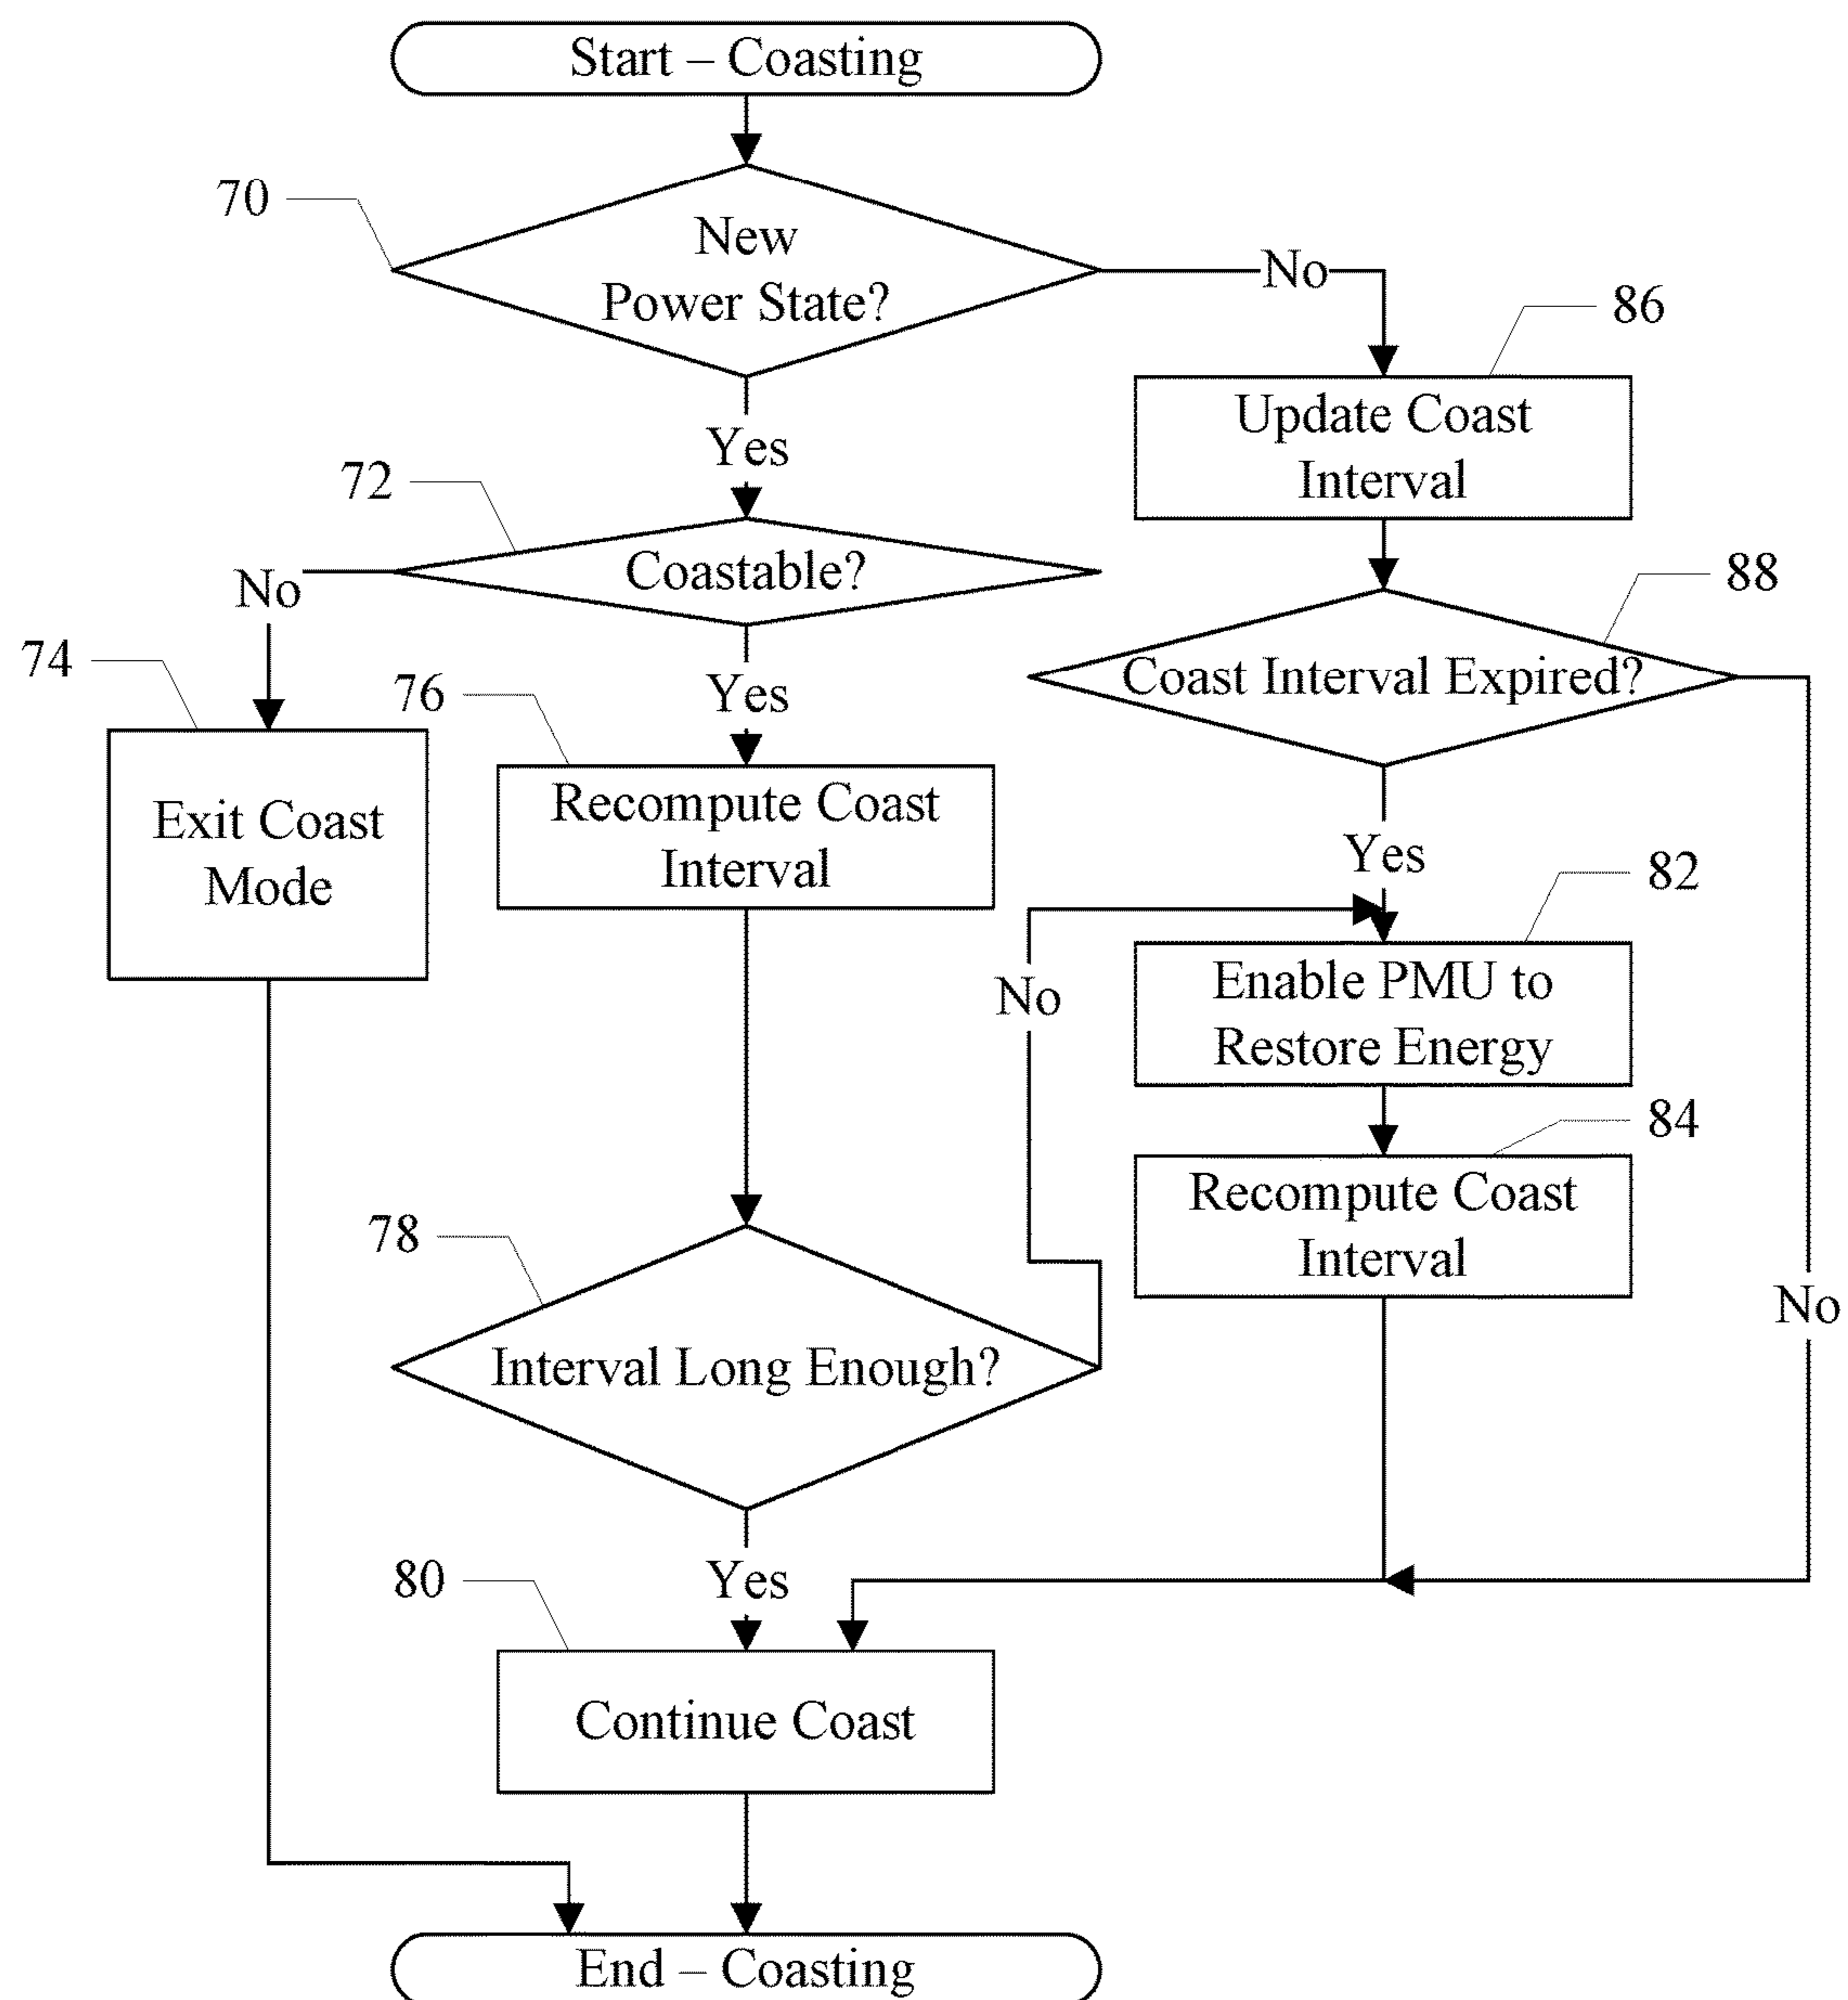 Start – Coasting
70
New
Power State?
No
86
Update Coast
Interval
Yes
72
Coastable?
No
88
Coast Interval Expired?
74
Exit Coast
Mode
Yes
76
Recompute Coast
Interval
Yes
82
Enable PMU to
Restore Energy
No
84
Recompute Coast
Interval
No
78
Interval Long Enough?
Yes
80
Continue Coast
End – Coasting